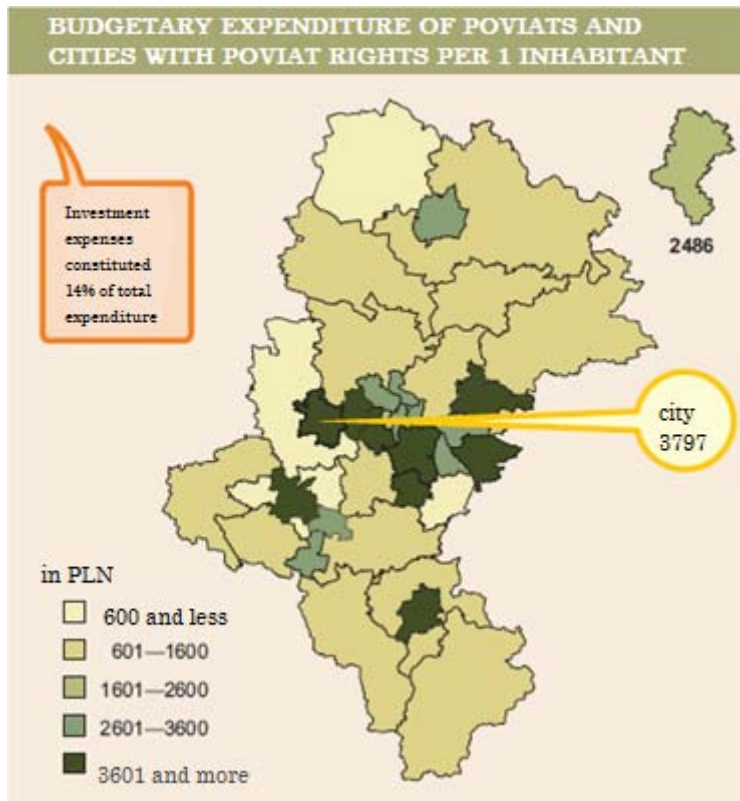 BUDGETARY EXPENDITURE OF POVIATS AND
CITIES WITH POVIAT RIGHTS PER 1 INHABITANT
Investment
expenses
constituted
14% of total
expenditure
2486
city
3797
in PLN
600 and less
601—1600
1601—2600
2601—3600
3601 and more